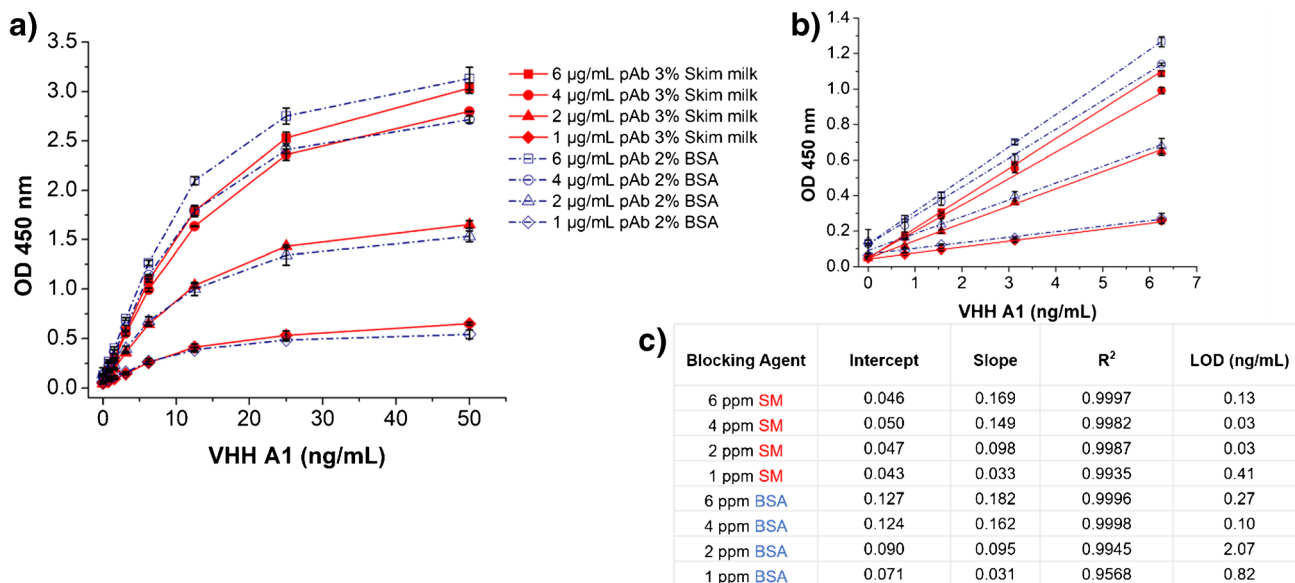 a)
3.5
3.0
2.5
2.0
1.5
1.0
0.5
0.0
OD 450 nm
0 10 20 30 40 50
VHH A1 (ng/mL)
6 µg/mL pAb 3% Skim milk
4 µg/mL pAb 3% Skim milk
2 µg/mL pAb 3% Skim milk
1 µg/mL pAb 3% Skim milk
6 µg/mL pAb 2% BSA
4 µg/mL pAb 2% BSA
2 µg/mL pAb 2% BSA
1 µg/mL pAb 2% BSA
b)
1.4
1.2
1.0
0.8
0.6
0.4
0.2
0.0
OD 450 nm
0 1 2 3 4 5 6 7
VHH A1 (ng/mL)
c)
Blocking Agent Intercept Slope R² LOD (ng/mL)
6 ppm SM 0.046 0.169 0.9997 0.13
4 ppm SM 0.050 0.149 0.9982 0.03
2 ppm SM 0.047 0.098 0.9987 0.03
1 ppm SM 0.043 0.033 0.9935 0.41
6 ppm BSA 0.127 0.182 0.9996 0.27
4 ppm BSA 0.124 0.162 0.9998 0.10
2 ppm BSA 0.090 0.095 0.9945 2.07
1 ppm BSA 0.071 0.031 0.9568 0.82